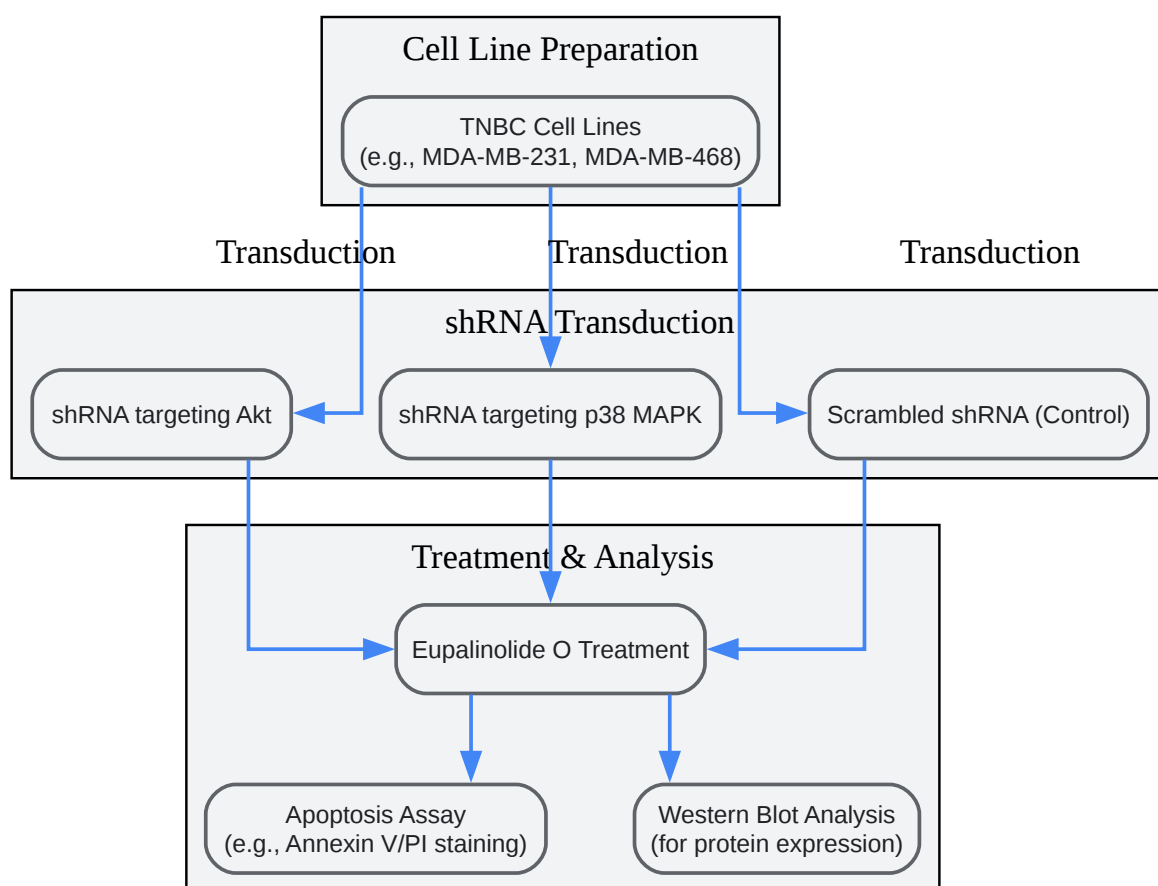 Cell Line Preparation
TNBC Cell Lines
(e.g., MDA-MB-231, MDA-MB-468)
Transduction
Transduction
Transduction
shRNA Transduction
shRNA targeting Akt
shRNA targeting p38 MAPK
Scrambled shRNA (Control)
Treatment & Analysis
Eupalinolide O Treatment
Apoptosis Assay
(e.g., Annexin V/PI staining)
Western Blot Analysis
(for protein expression)